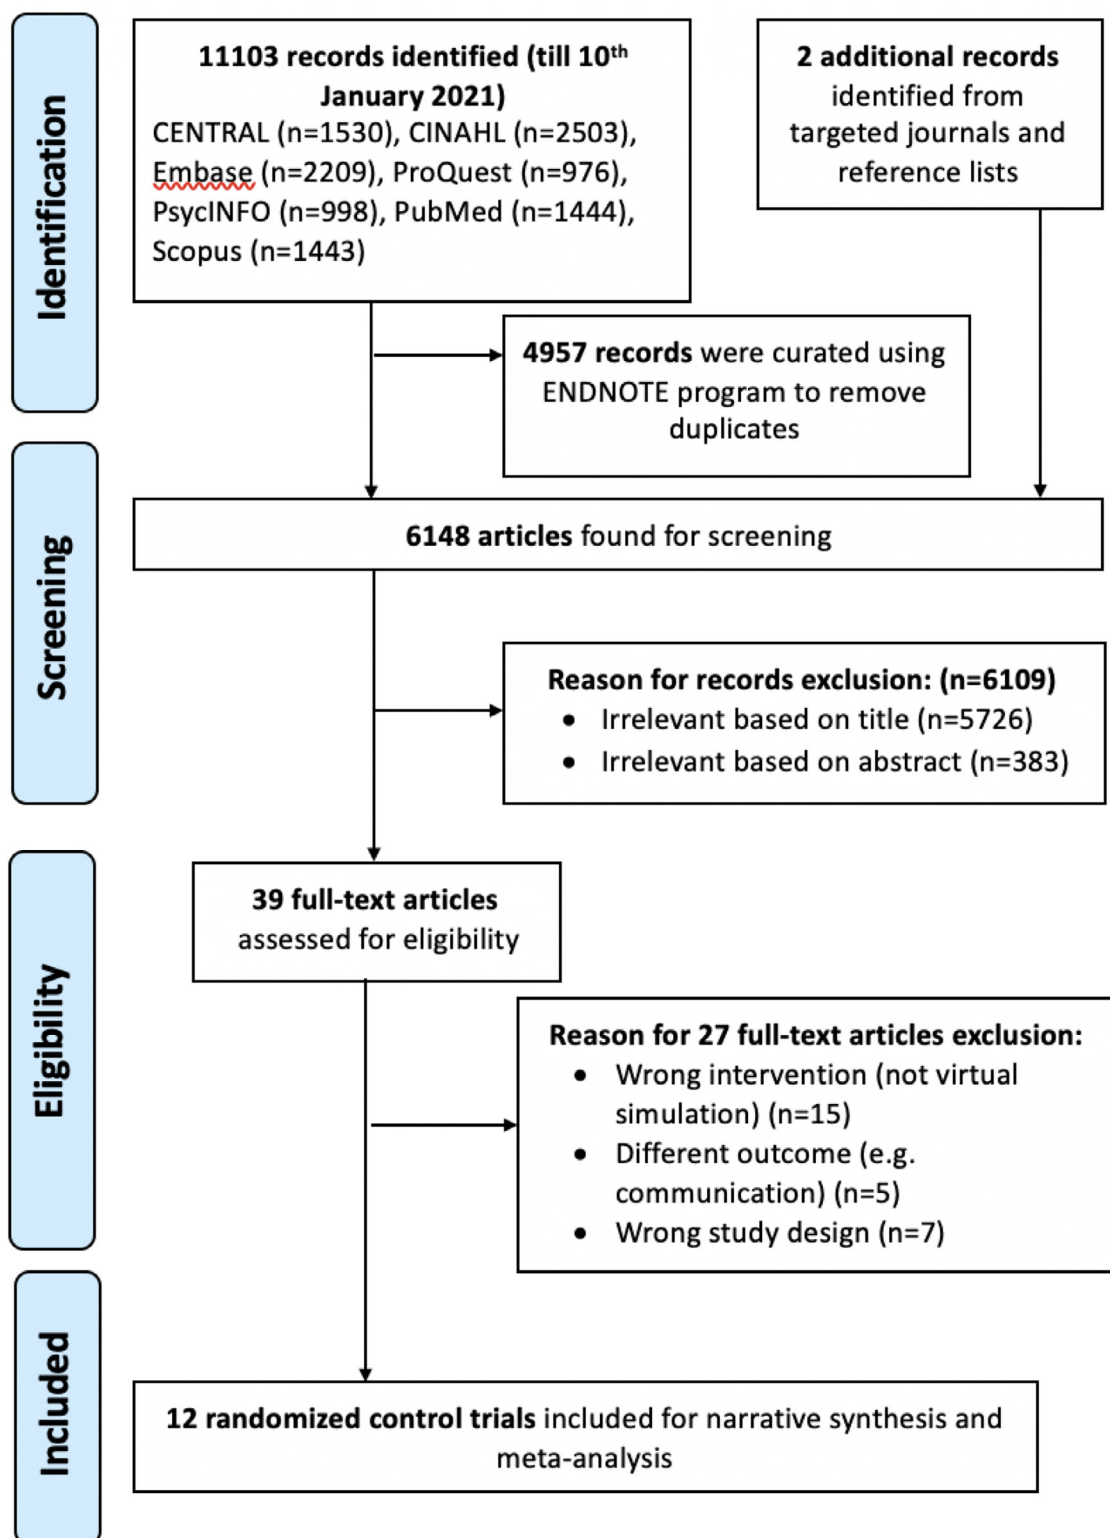 Identification
11103 records identified (till 10th
January 2021)
CENTRAL (n=1530), CINAHL (n=2503),
Embase (n=2209), ProQuest (n=976),
PsycINFO (n=998), PubMed (n=1444),
Scopus (n=1443)
2 additional records
identified from
targeted journals and
reference lists
4957 records were curated using
ENDNOTE program to remove
duplicates
Screening
6148 articles found for screening
Reason for records exclusion: (n=6109)
• Irrelevant based on title (n=5726)
• Irrelevant based on abstract (n=383)
Eligibility
39 full-text articles
assessed for eligibility
Reason for 27 full-text articles exclusion:
• Wrong intervention (not virtual
simulation) (n=15)
• Different outcome (e.g.
communication) (n=5)
• Wrong study design (n=7)
Included
12 randomized control trials included for narrative synthesis and
meta-analysis